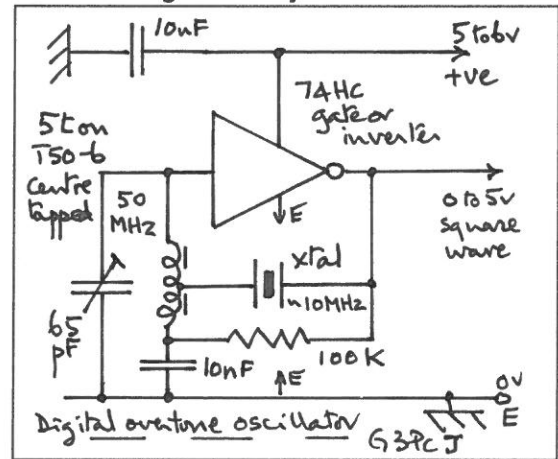 10nF
5 to 6v
+ve
74HC
gate or
inverter
5t on
T50-6
centre
tapped
50
MHz
E
0 to 5v
square
wave
xtal
n10MHz
65
pF
100K
10nF
E
0V
E
Digital overtone oscillator
G3PCJ